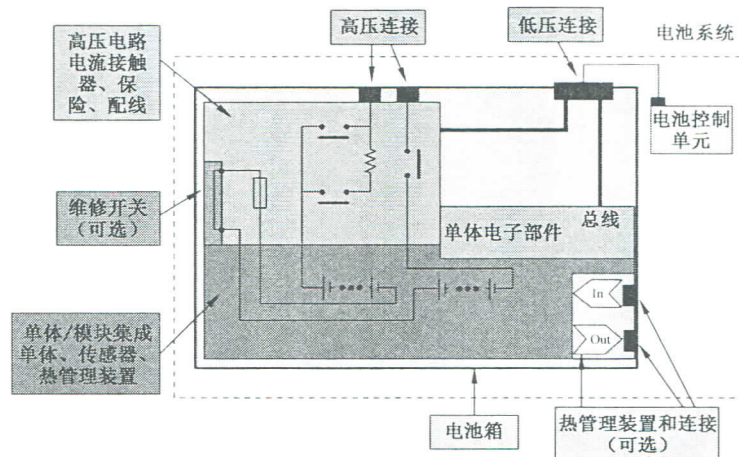 高压电路
电流接触
器、保
险、配线
高压连接
低压连接
电池系统
电池控制
单元
维修开关
(可选)
总线
单体电子部件
单体/模块集成
单体、传感器、
热管理装置
In
Out
电池箱
热管理装置和连接
(可选)